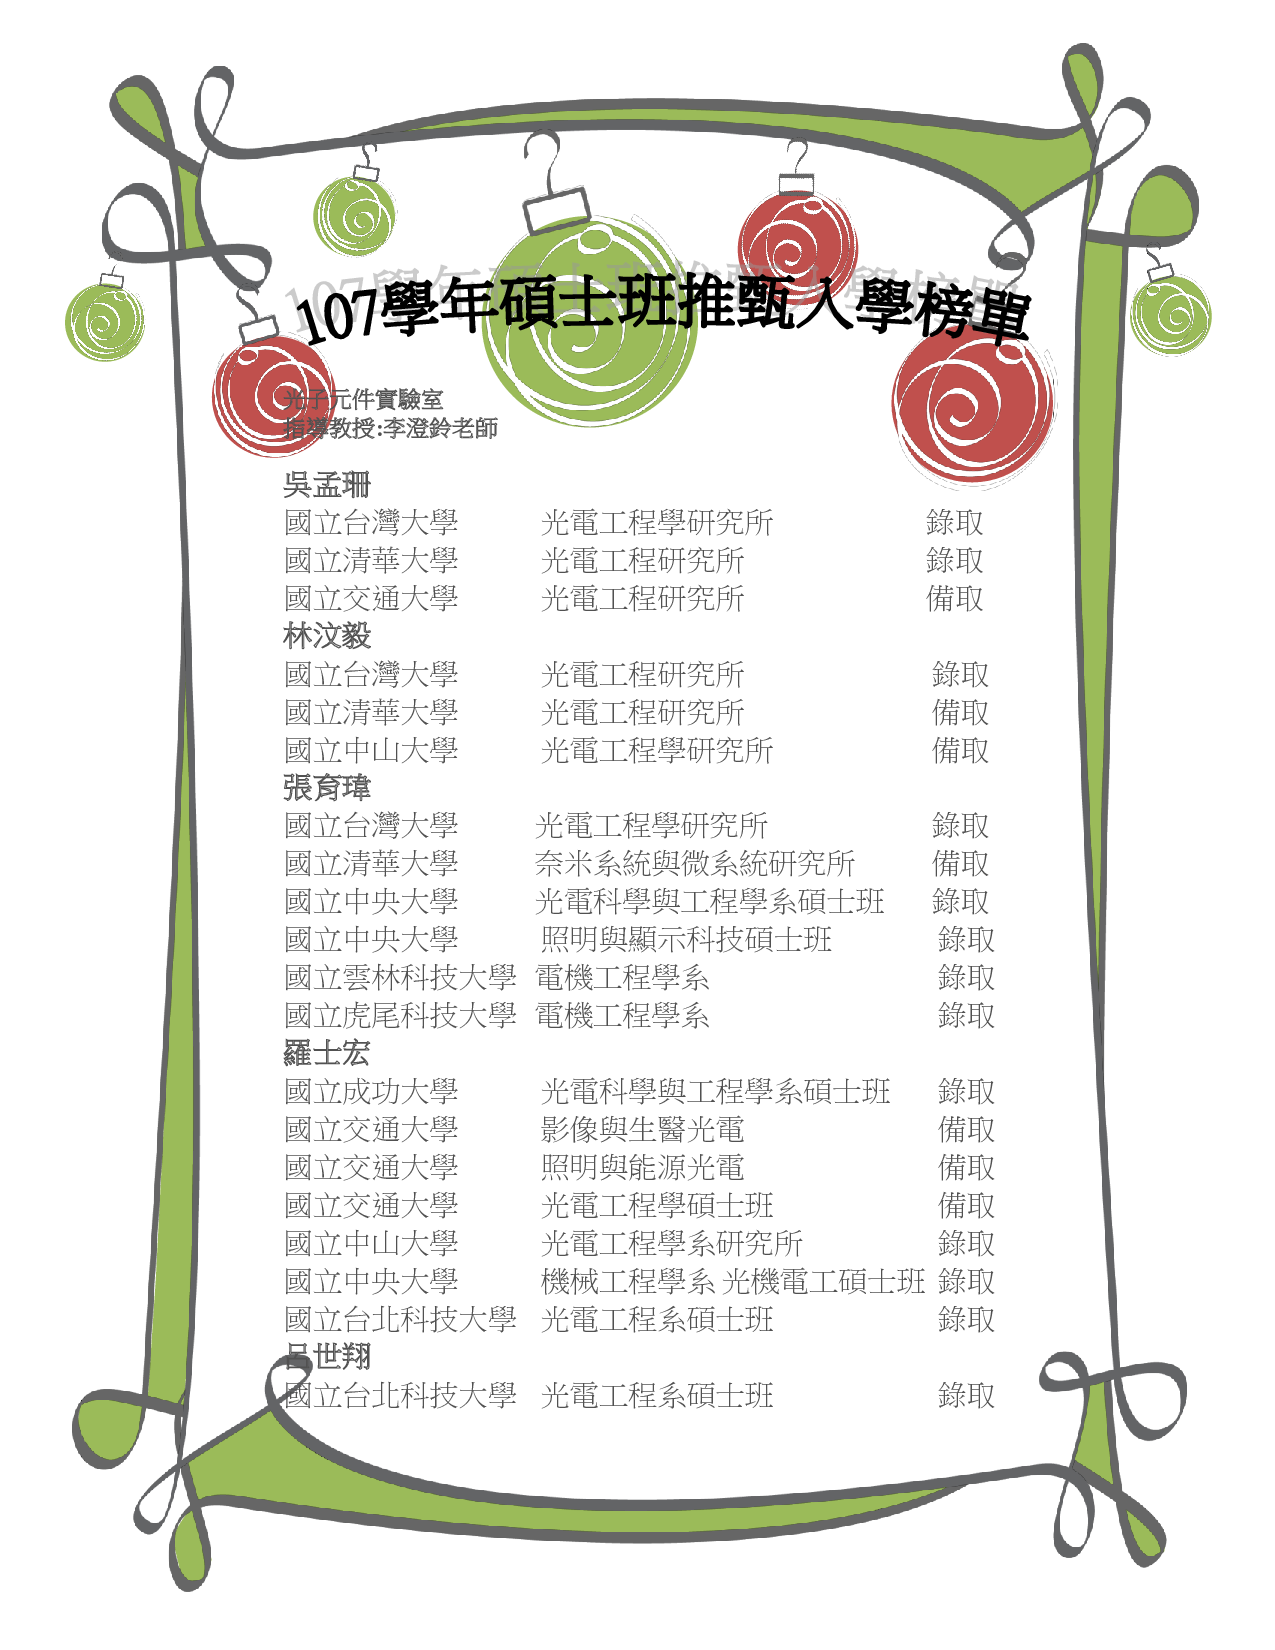 107學年碩士班推甄入學榜單
光子元件實驗室
指導教授:李澄鈴老師
吳孟珊
國立台灣大學 光電工程學研究所 錄取
國立清華大學 光電工程研究所 錄取
國立交通大學 光電工程研究所 備取
林汶毅
國立台灣大學 光電工程研究所 錄取
國立清華大學 光電工程研究所 備取
國立中山大學 光電工程學研究所 備取
張育瑋
國立台灣大學 光電工程學研究所 錄取
國立清華大學 奈米系統與微系統研究所 備取
國立中央大學 光電科學與工程學系碩士班 錄取
國立中央大學 照明與顯示科技碩士班 錄取
國立雲林科技大學 電機工程學系 錄取
國立虎尾科技大學 電機工程學系 錄取
羅士宏
國立成功大學 光電科學與工程學系碩士班 錄取
國立交通大學 影像與生醫光電 備取
國立交通大學 照明與能源光電 備取
國立交通大學 光電工程學碩士班 備取
國立中山大學 光電工程學系研究所 錄取
國立中央大學 機械工程學系 光機電工碩士班 錄取
國立台北科技大學 光電工程系碩士班 錄取
呂世翔
國立台北科技大學 光電工程系碩士班 錄取